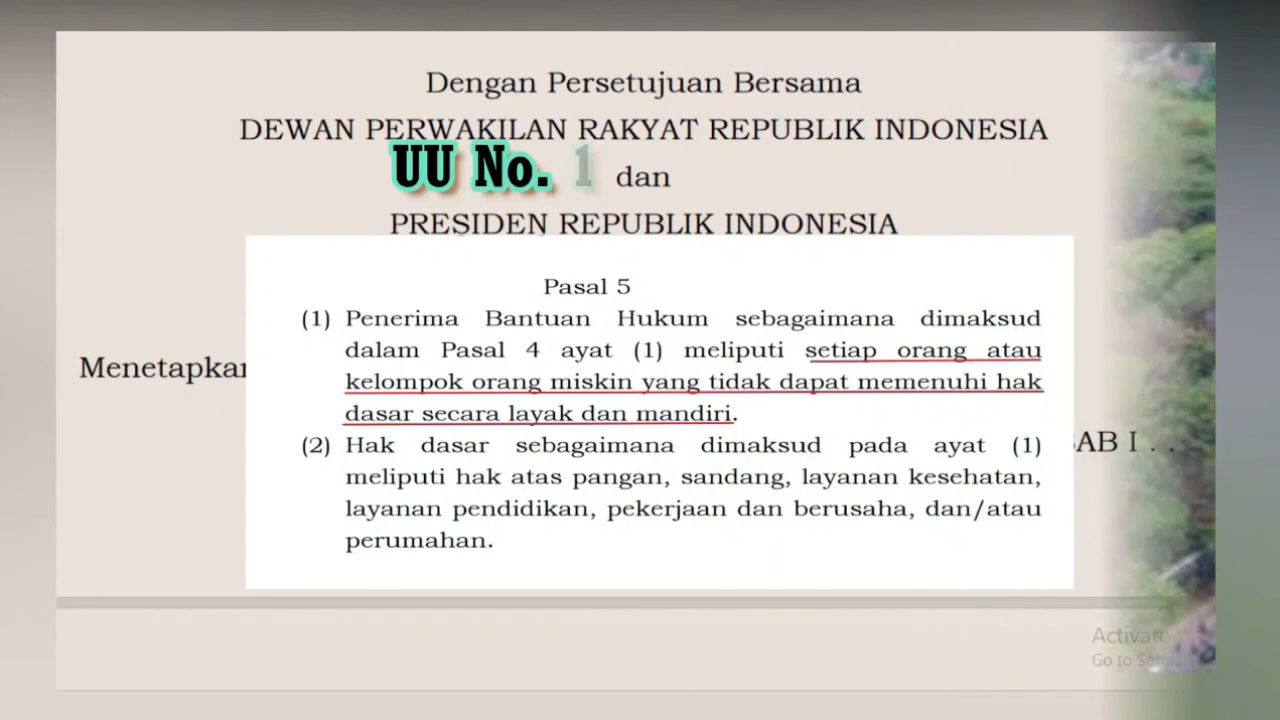 Dengan Persetujuan Bersama
DEWAN PERWAKILAN RAKYAT REPUBLIK INDONESIA
UU No. 1
dan
PRESIDEN REPUBLIK INDONESIA
Pasal 5
(1) Penerima Bantuan Hukum sebagaimana dimaksud
dalam Pasal 4 ayat (1) meliputi setiap orang atau
kelompok orang miskin yang tidak dapat memenuhi hak
dasar secara layak dan mandiri.
Menetapkan
(2) Hak dasar sebagaimana dimaksud pada ayat (1)
meliputi hak atas pangan, sandang, layanan kesehatan,
layanan pendidikan, pekerjaan dan berusaha, dan/atau
perumahan.
BAB I . . .
Activate
Go to